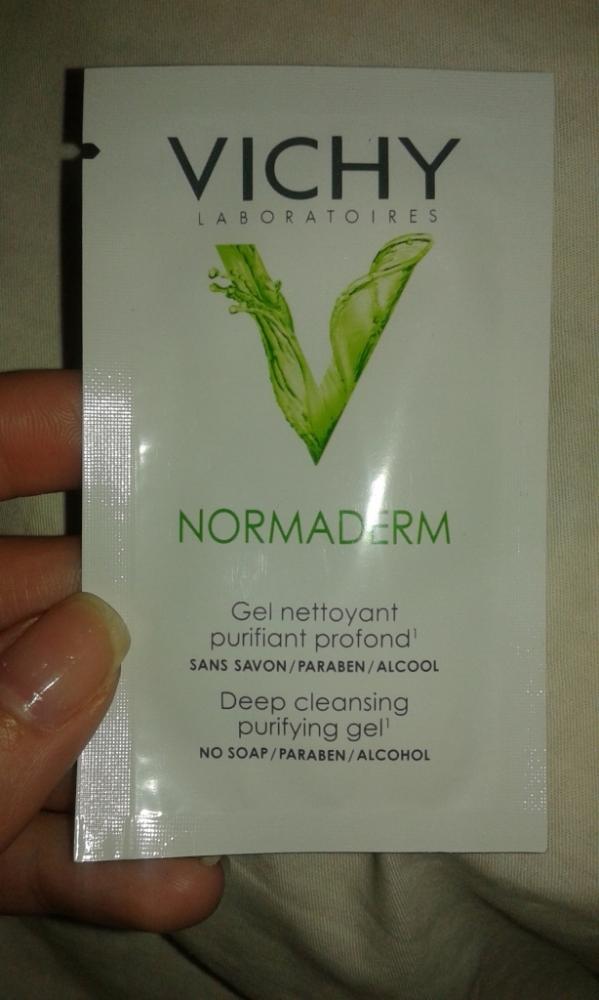 VICHY
LABORATOIRES
NORMADERM
Gel nettoyant
purifiant profond¹
SANS SAVON/PARABEN/ALCOOL
Deep cleansing
purifying gel¹
NO SOAP/PARABEN/ALCOHOL